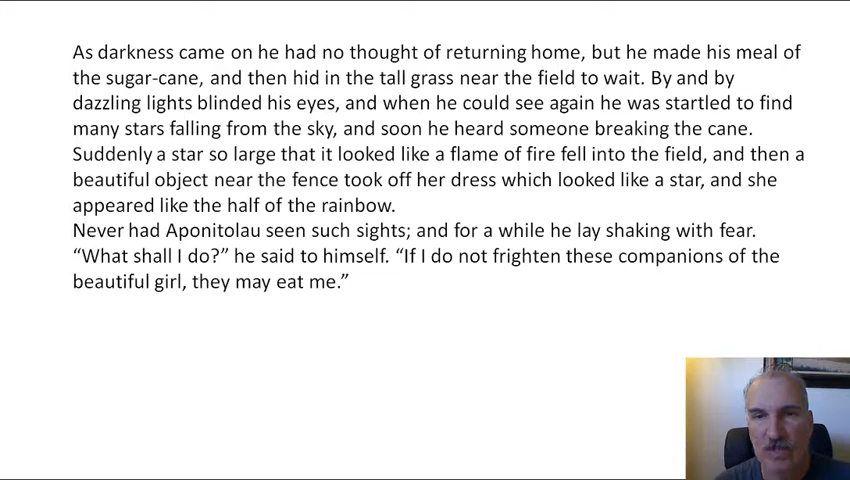 As darkness came on he had no thought of returning home, but he made his meal of
the sugar-cane, and then hid in the tall grass near the field to wait. By and by
dazzling lights blinded his eyes, and when he could see again he was startled to find
many stars falling from the sky, and soon he heard someone breaking the cane.
Suddenly a star so large that it looked like a flame of fire fell into the field, and then a
beautiful object near the fence took off her dress which looked like a star, and she
appeared like the half of the rainbow.
Never had Aponitolau seen such sights; and for a while he lay shaking with fear.
“What shall I do?” he said to himself. “If I do not frighten these companions of the
beautiful girl, they may eat me.”